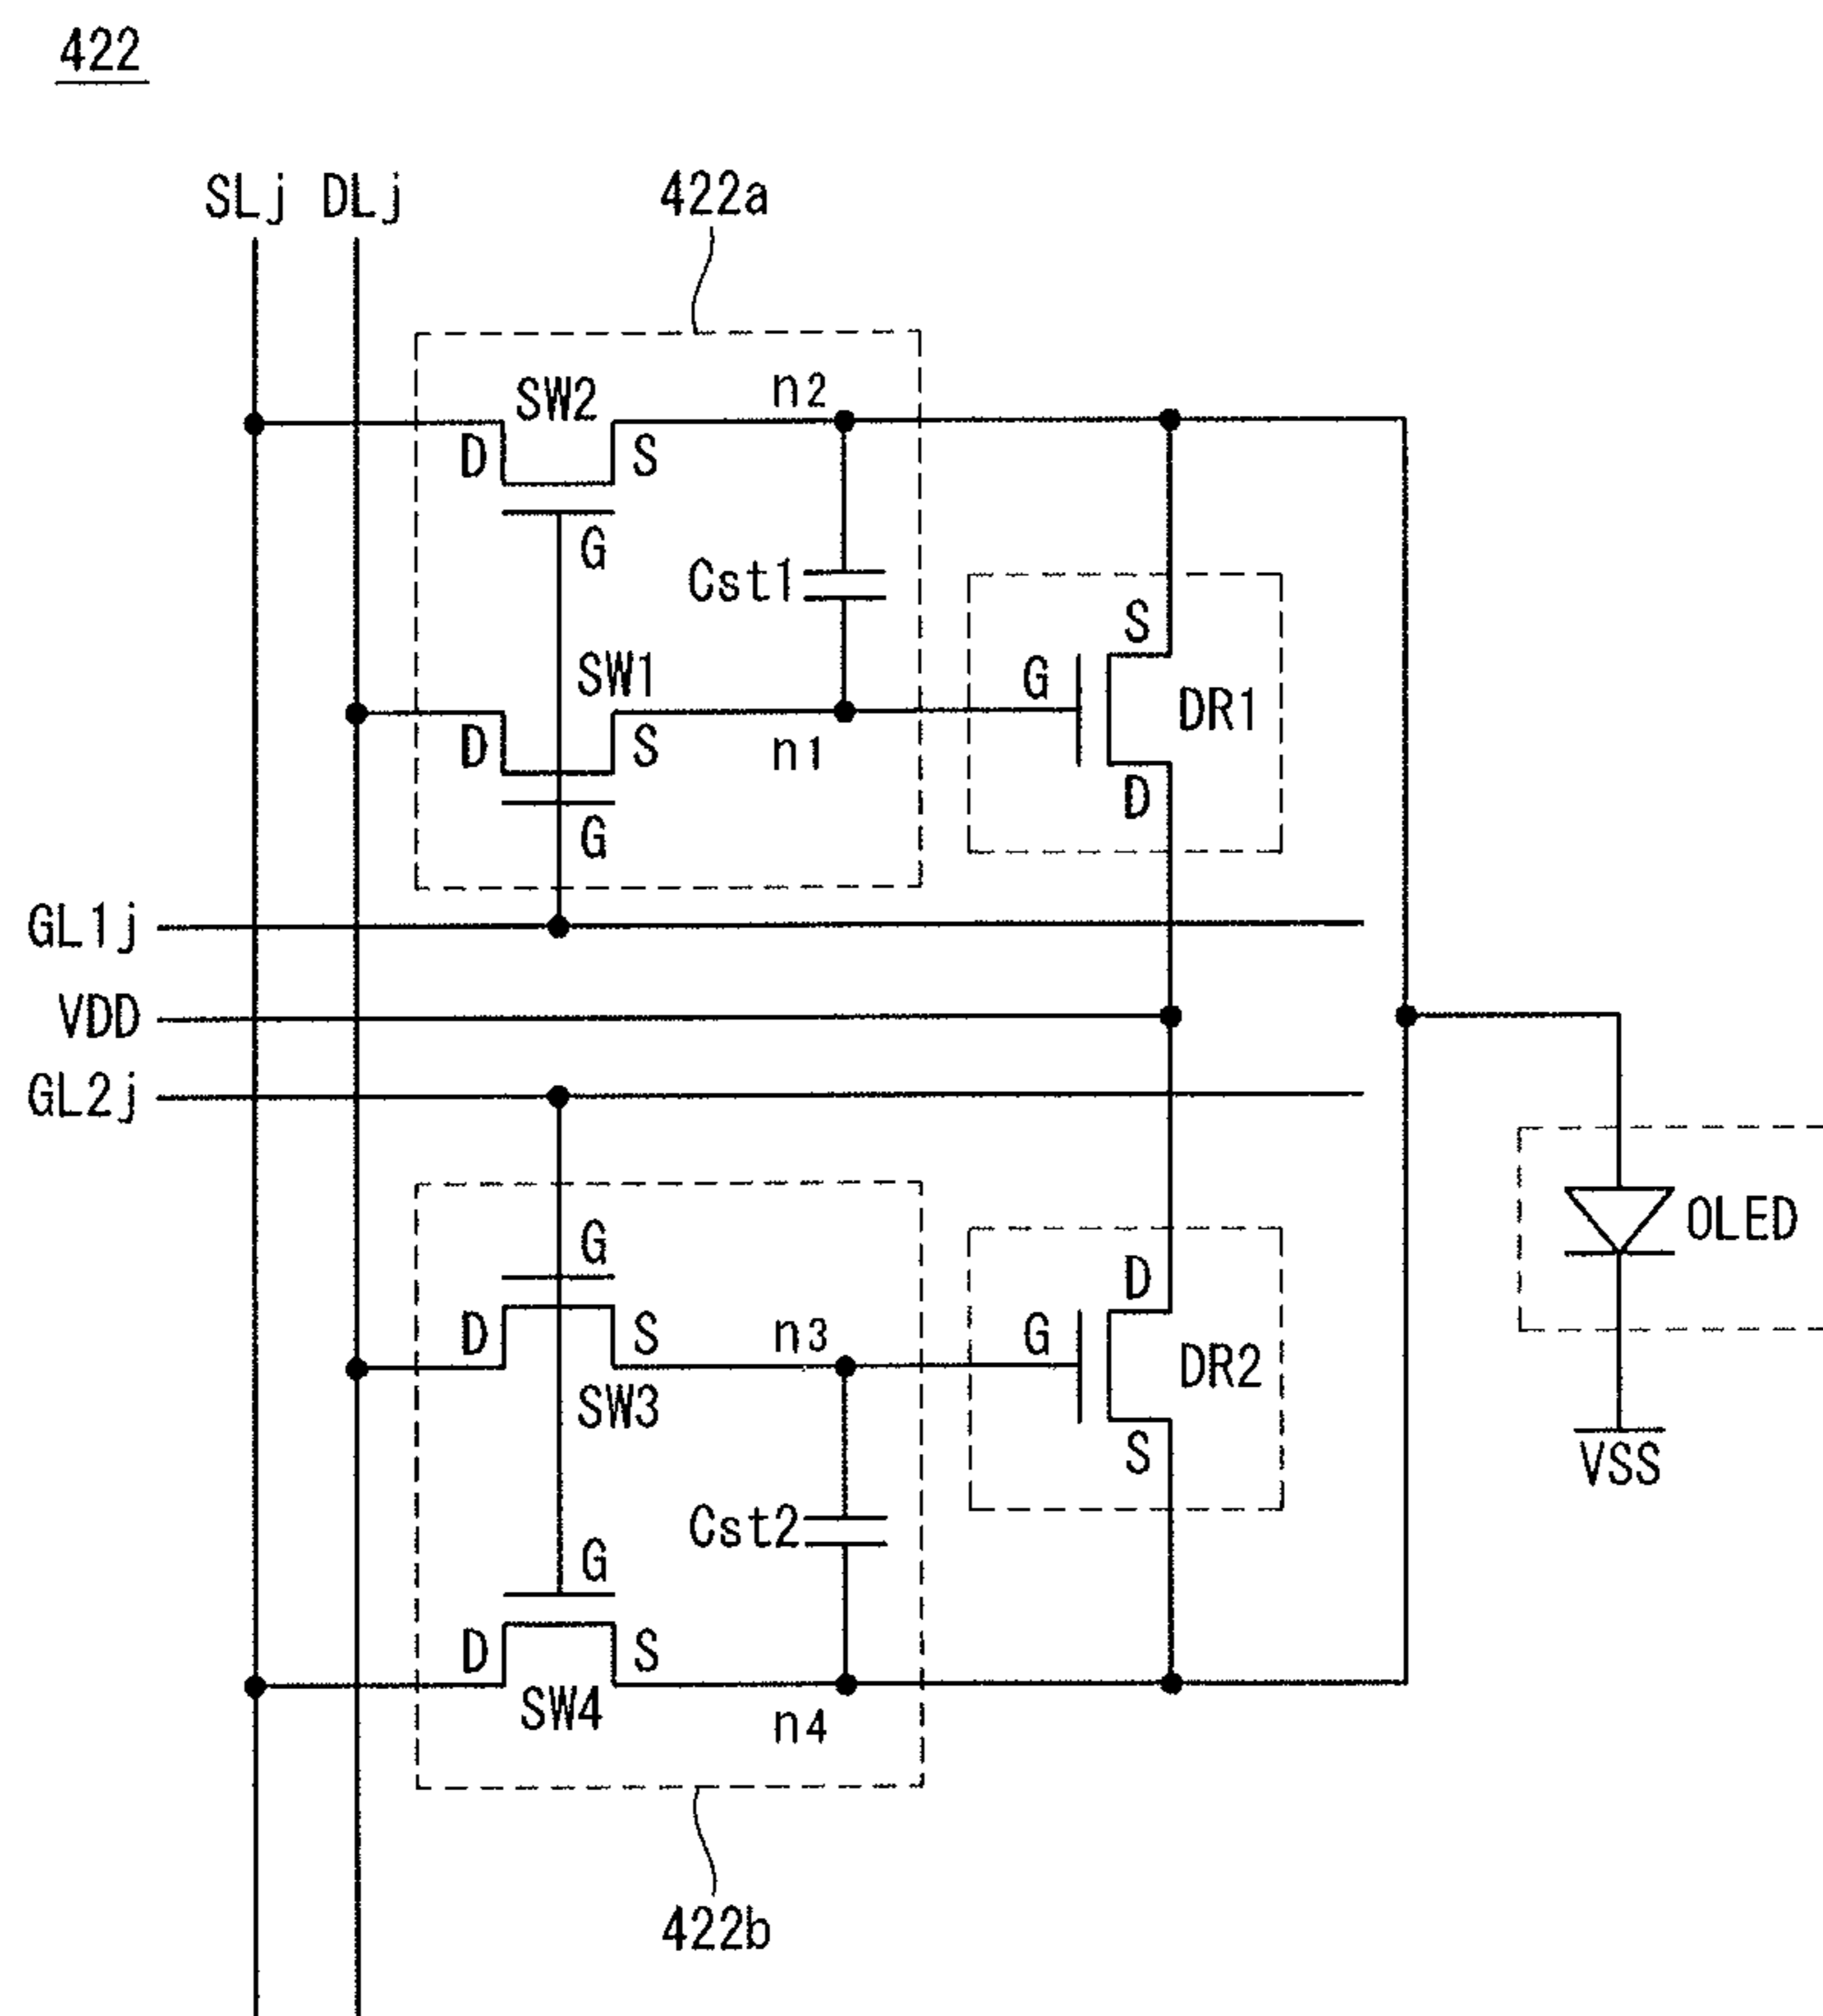 422
SLj DLj
422a
SW2
n2
D
S
G
Cst1
S
SW1
G
DR1
D
S
n1
D
G
GL1j
VDD
GL2j
G
D
D
S
n3
G
DR2
OLED
SW3
S
VSS
Cst2
G
D
S
SW4
n4
422b